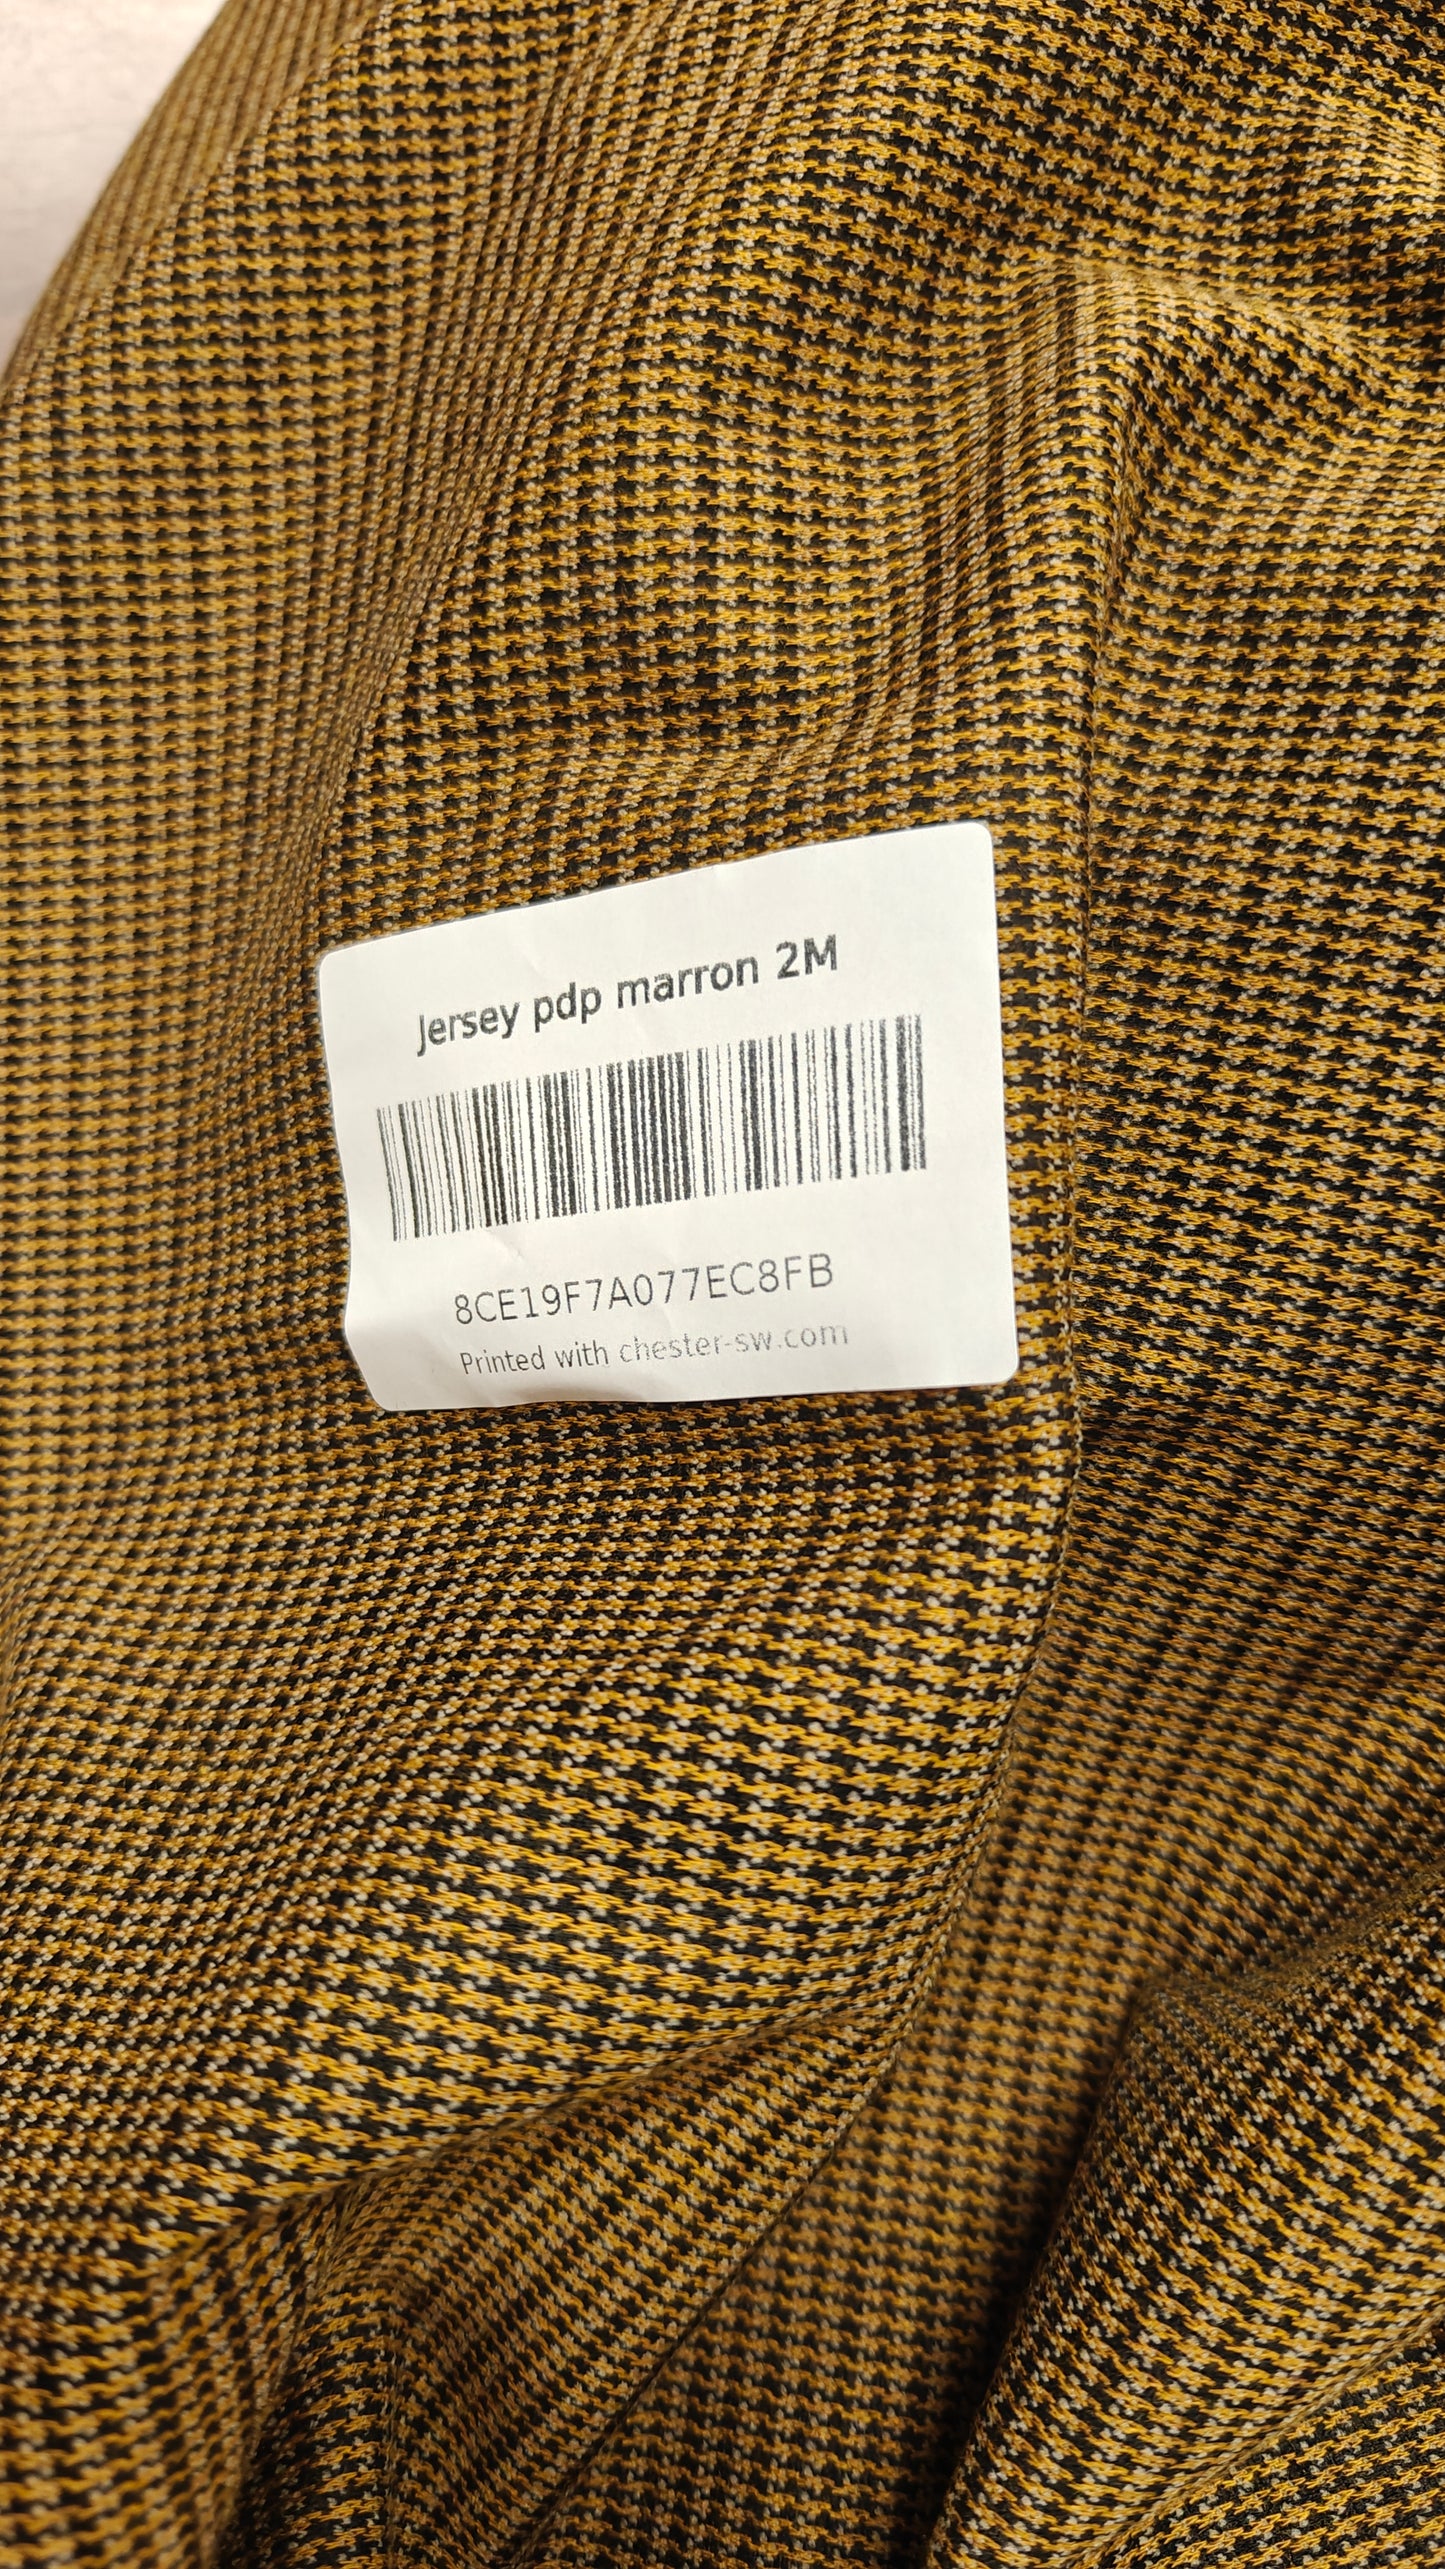 Jersey pdp marron 2M
8CE19F7A077EC8FB
Printed with chester-sw.com